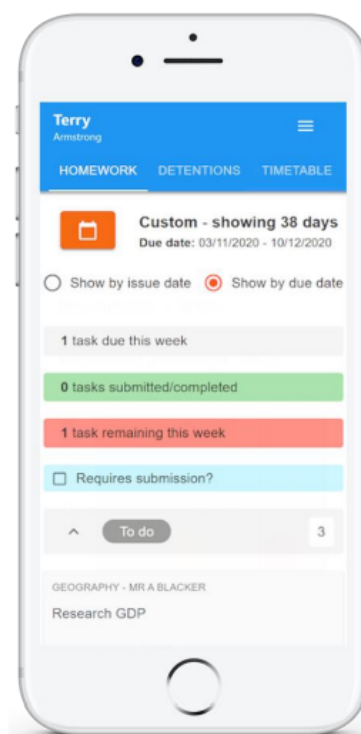 Terry
Armstrong
HOMEWORK DETENTIONS TIMETABLE
Custom - showing 38 days
Due date: 03/11/2020 - 10/12/2020
Show by issue date Show by due date
1 task due this week
0 tasks submitted/completed
1 task remaining this week
Requires submission?
To do 3
GEOGRAPHY - MR A BLACKER
Research GDP